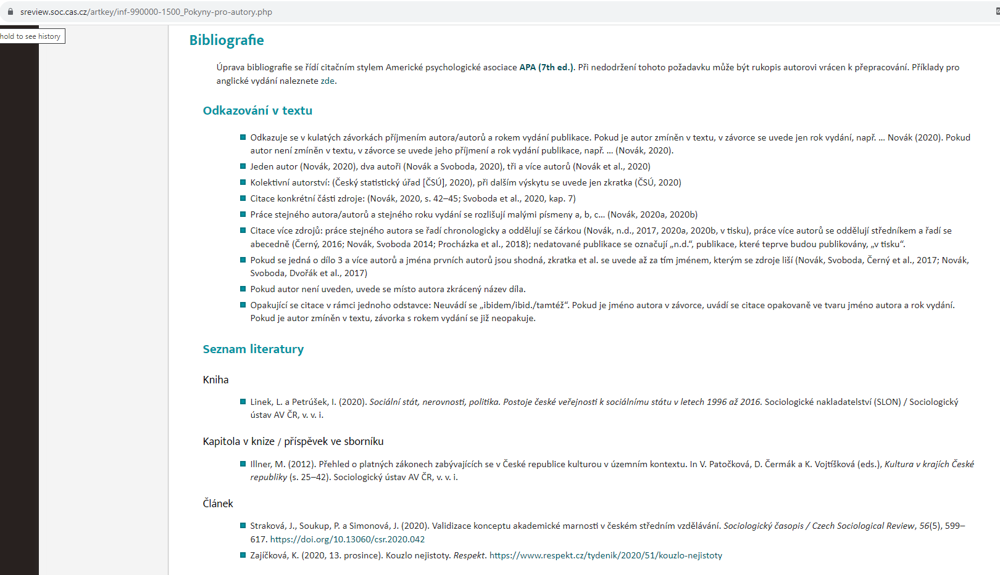 sreview.soc.cas.cz/artkey/inf-990000-1500_Pokyny-pro-autory.php
hold to see history
Bibliografie
Úprava bibliografie se řídí citačním stylem Americké psychologické asociace APA (7th ed.). Při nedodržení tohoto požadavku může být rukopis autorovi vrácen k přepracování. Příklady pro
anglické vydání naleznete zde.
Odkazování v textu
Odkazuje se v kulatých závorkách příjmením autora/autorů a rokem vydání publikace. Pokud je autor zmíněn v textu, v závorce se uvede jen rok vydání, např. ... Novák (2020). Pokud
autor není zmíněn v textu, v závorce se uvede jeho příjmení a rok vydání publikace, např. ... (Novák, 2020).
Jeden autor (Novák, 2020), dva autoři (Novák a Svoboda, 2020), tři a více autorů (Novák et al., 2020)
Kolektivní autorství: (Český statistický úřad [ČSÚ], 2020), při dalším výskytu se uvede jen zkratka (ČSÚ, 2020)
Citace konkrétní části zdroje: (Novák, 2020, s. 42–45; Svoboda et al., 2020, kap. 7)
Práce stejného autora/autorů a stejného roku vydání se rozlišují malými písmeny a, b, c... (Novák, 2020a, 2020b)
Citace více zdrojů: práce stejného autora se řadí chronologicky a oddělují se čárkou (Novák, n.d., 2017, 2020a, 2020b, v tisku), práce více autorů se oddělují středníkem a řadí se
abecedně (Černý, 2016; Novák, Svoboda 2014; Procházka et al., 2018); nedatované publikace se označují „n.d.“, publikace, které teprve budou publikovány, „v tisku“.
Pokud se jedná o dílo 3 a více autorů a jména prvních autorů jsou shodná, zkratka et al. se uvede až za tím jménem, kterým se zdroje liší (Novák, Svoboda, Černý et al., 2017; Novák,
Svoboda, Dvořák et al., 2017)
Pokud autor není uveden, uvede se místo autora zkrácený název díla.
Opakující se citace v rámci jednoho odstavce: Neuvádí se „ibidem/ibid./tamtéž“. Pokud je jméno autora v závorce, uvádí se citace opakovaně ve tvaru jméno autora a rok vydání.
Pokud je autor zmíněn v textu, závorka s rokem vydání se již neopakuje.
Seznam literatury
Kniha
Linek, L. a Petrúšek, I. (2020). Sociální stát, nerovnosti, politika. Postoje české veřejnosti k sociálnímu státu v letech 1996 až 2016. Sociologické nakladatelství (SLON) / Sociologický
ústav AV ČR, v. v. i.
Kapitola v knize / příspěvek ve sborníku
Illner, M. (2012). Přehled o platných zákonech zabývajících se v České republice kulturou v územním kontextu. In V. Patočková, D. Čermák a K. Vojtíšková (eds.), Kultura v krajích České
republiky (s. 25–42). Sociologický ústav AV ČR, v. v. i.
Článek
Straková, J., Soukup, P. a Simonová, J. (2020). Validizace konceptu akademické marnosti v českém středním vzdělávání. Sociologický časopis / Czech Sociological Review, 56(5), 599–
617. https://doi.org/10.13060/csr.2020.042
Zajíčková, K. (2020, 13. prosince). Kouzlo nejistoty. Respekt. https://www.respekt.cz/tydenik/2020/51/kouzlo-nejistoty